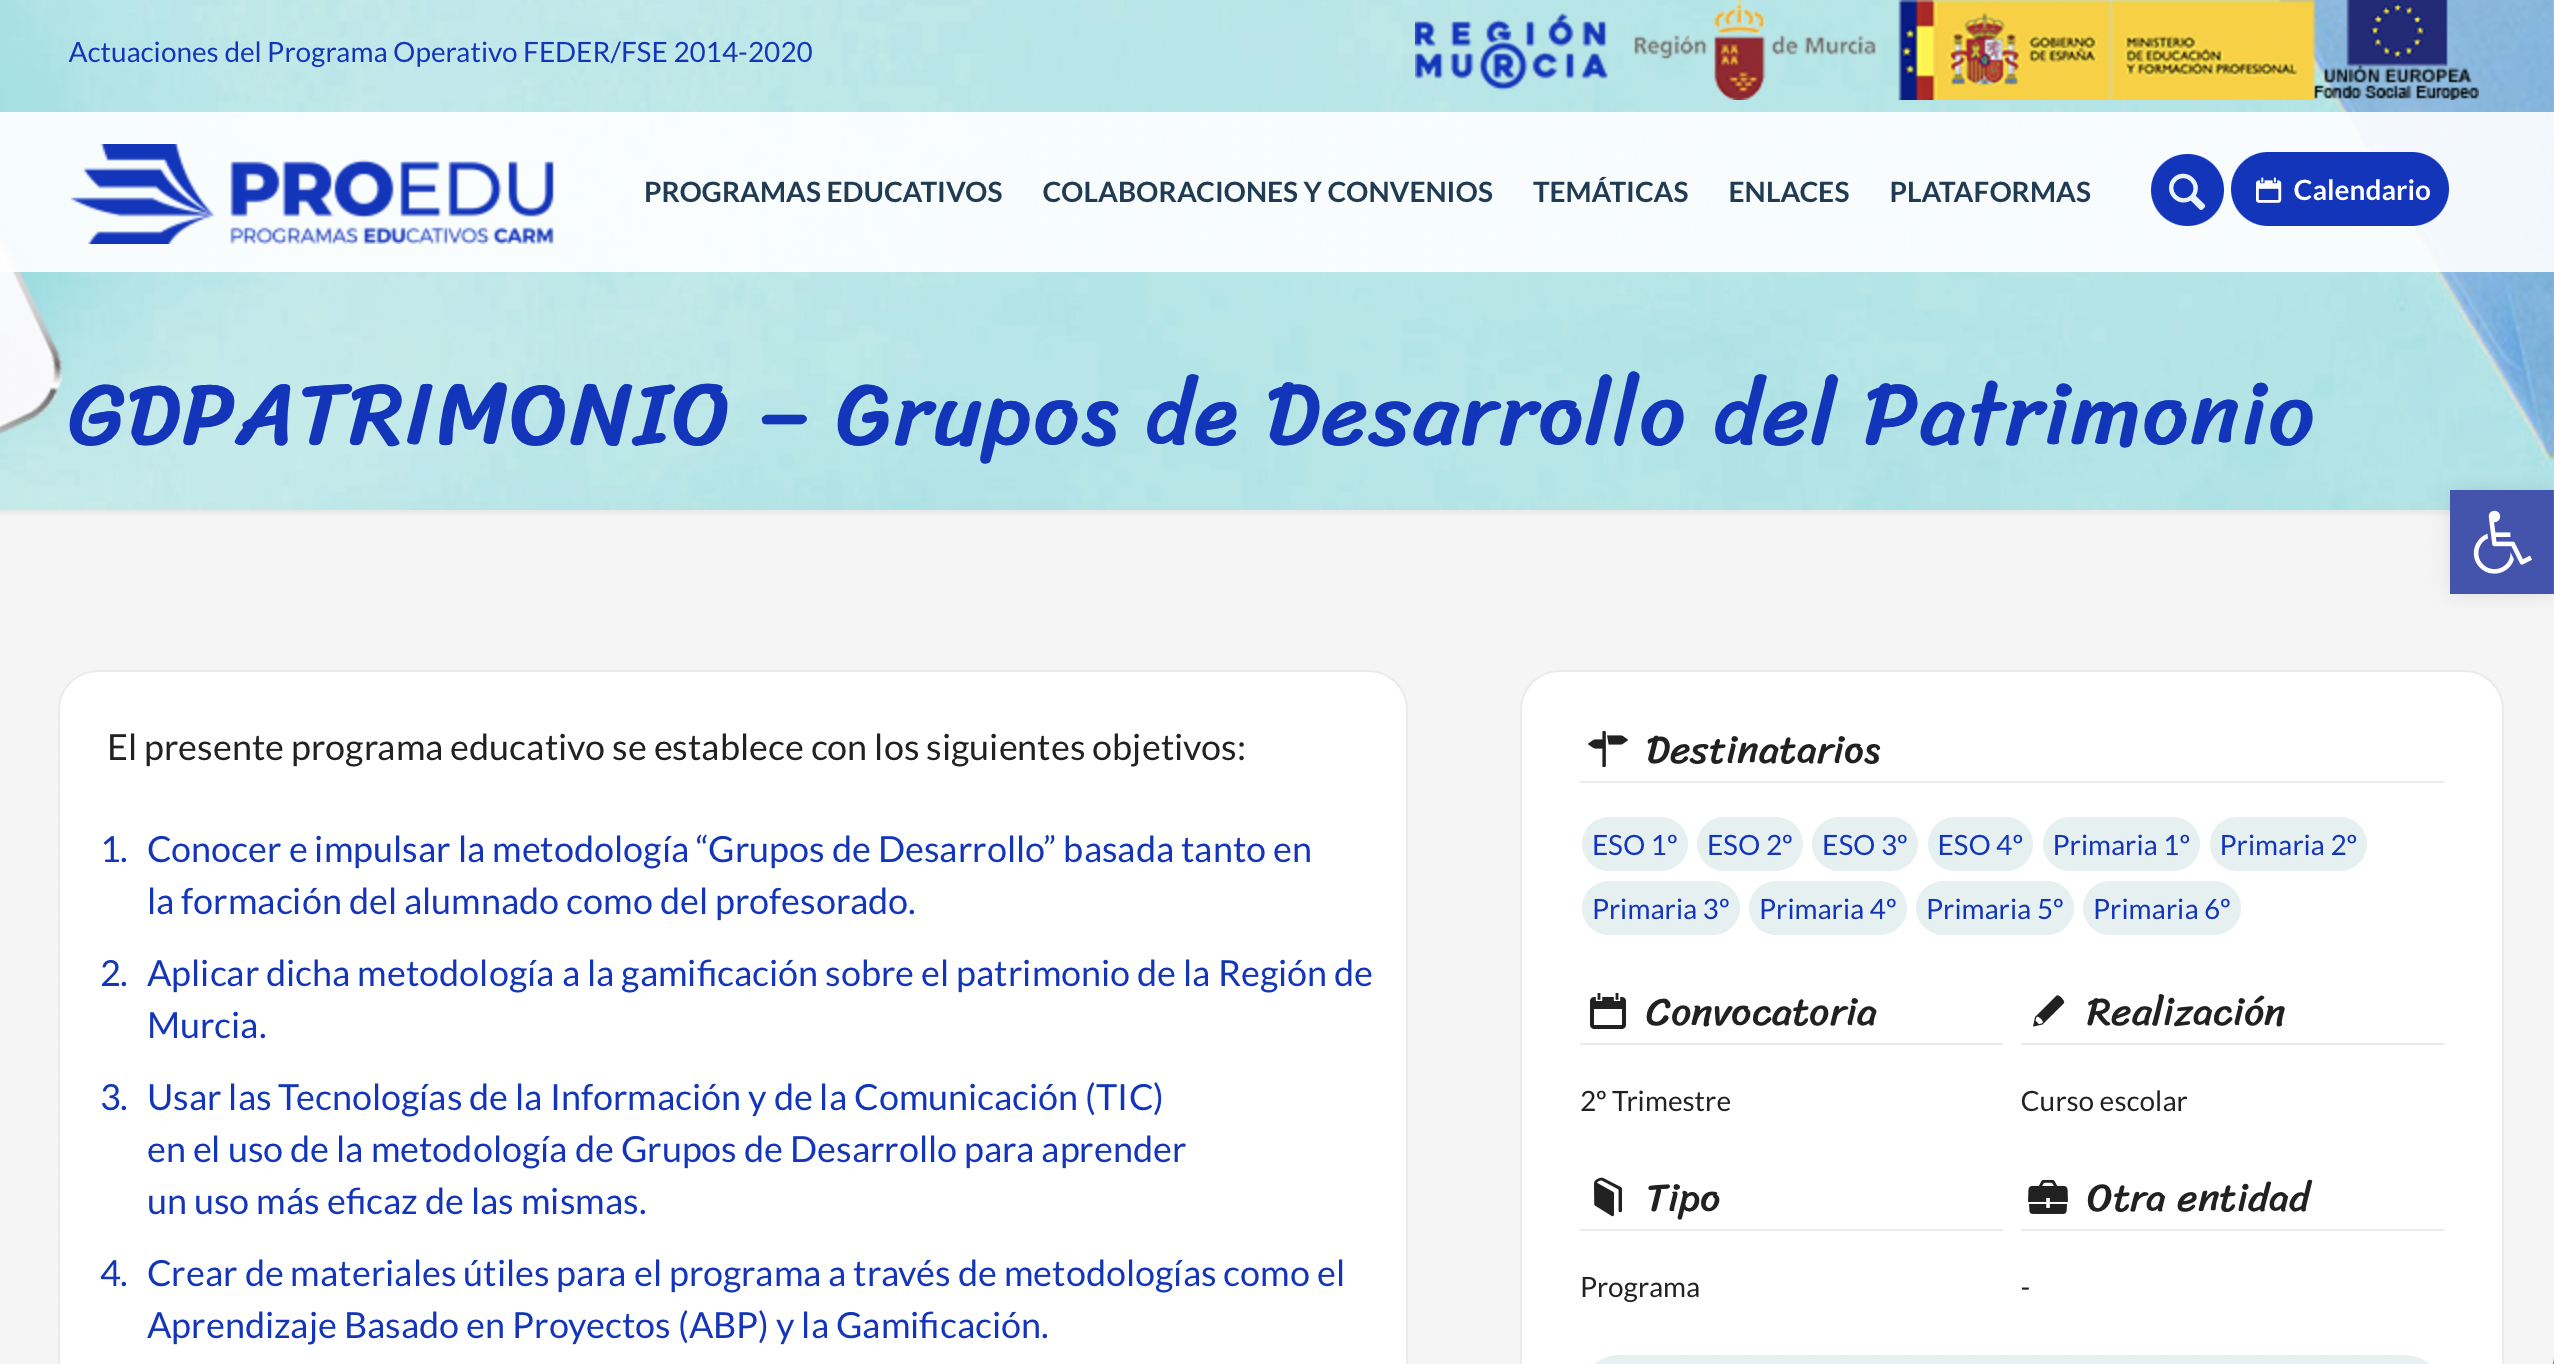 Actuaciones del Programa Operativo FEDER/FSE 2014-2020
REGIÓN
MURCIA
Región de Murcia
GOBIERNO
DE ESPAÑA
MINISTERIO
DE EDUCACIÓN
Y FORMACIÓN PROFESIONAL
UNIÓN EUROPEA
Fondo Social Europeo
PROEDU
PROGRAMAS EDUCATIVOS CARM
PROGRAMAS EDUCATIVOS
COLABORACIONES Y CONVENIOS
TEMÁTICAS
ENLACES
PLATAFORMAS
Calendario
GDPATRIMONIO – Grupos de Desarrollo del Patrimonio
El presente programa educativo se establece con los siguientes objetivos:
1. Conocer e impulsar la metodología “Grupos de Desarrollo” basada tanto en
la formación del alumnado como del profesorado.
2. Aplicar dicha metodología a la gamificación sobre el patrimonio de la Región de
Murcia.
3. Usar las Tecnologías de la Información y de la Comunicación (TIC)
en el uso de la metodología de Grupos de Desarrollo para aprender
un uso más eficaz de las mismas.
4. Crear de materiales útiles para el programa a través de metodologías como el
Aprendizaje Basado en Proyectos (ABP) y la Gamificación.
Destinatarios
ESO 1º ESO 2º ESO 3º ESO 4º Primaria 1º Primaria 2º
Primaria 3º Primaria 4º Primaria 5º Primaria 6º
Convocatoria
2º Trimestre
Realización
Curso escolar
Tipo
Programa
Otra entidad
-